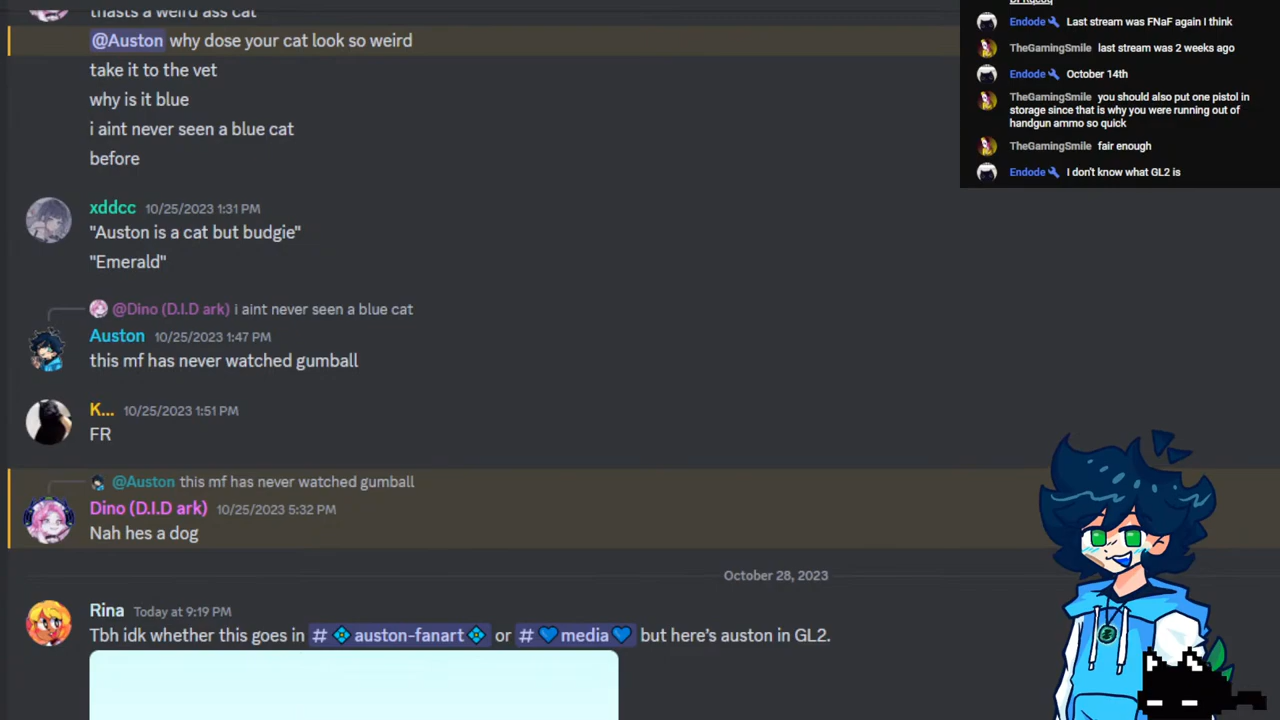 thasts a weird ass cat
@Auston why dose your cat look so weird
take it to the vet
why is it blue
i aint never seen a blue cat
before
xddcc 10/25/2023 1:31 PM
"Auston is a cat but budgie"
"Emerald"
@Dino (D.I.D ark) i aint never seen a blue cat
Auston 10/25/2023 1:47 PM
this mf has never watched gumball
K... 10/25/2023 1:51 PM
FR
@Auston this mf has never watched gumball
Dino (D.I.D ark) 10/25/2023 5:32 PM
Nah hes a dog
October 28, 2023
Rina Today at 9:19 PM
Tbh idk whether this goes in # auston-fanart or # media but here's auston in GL2.
Endode Last stream was FNaF again I think
TheGamingSmile last stream was 2 weeks ago
Endode October 14th
TheGamingSmile you should also put one pistol in
storage since that is why you were running out of
handgun ammo so quick
TheGamingSmile fair enough
Endode I don't know what GL2 is